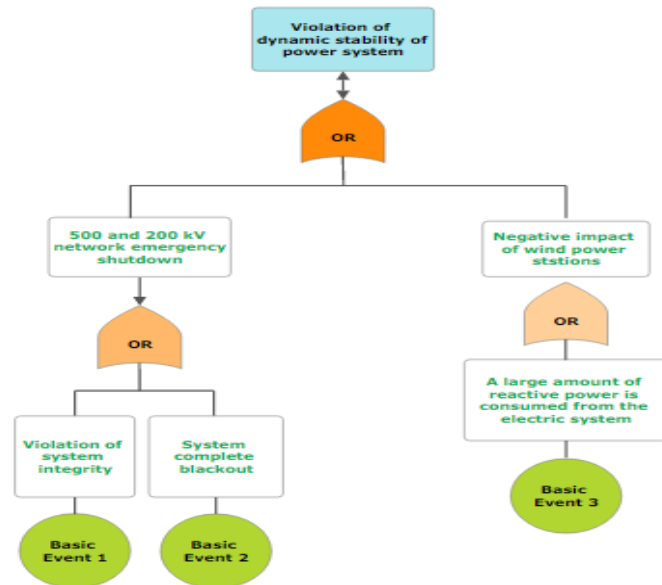 Violation of
dynamic stability of
power system
OR
500 and 200 kV
network emergency
shutdown
Negative impact
of wind power
ststions
OR
OR
A large amount of
reactive power is
consumed from the
electric system
Violation of
system
integrity
System
complete
blackout
Basic
Event 1
Basic
Event 2
Basic
Event 3